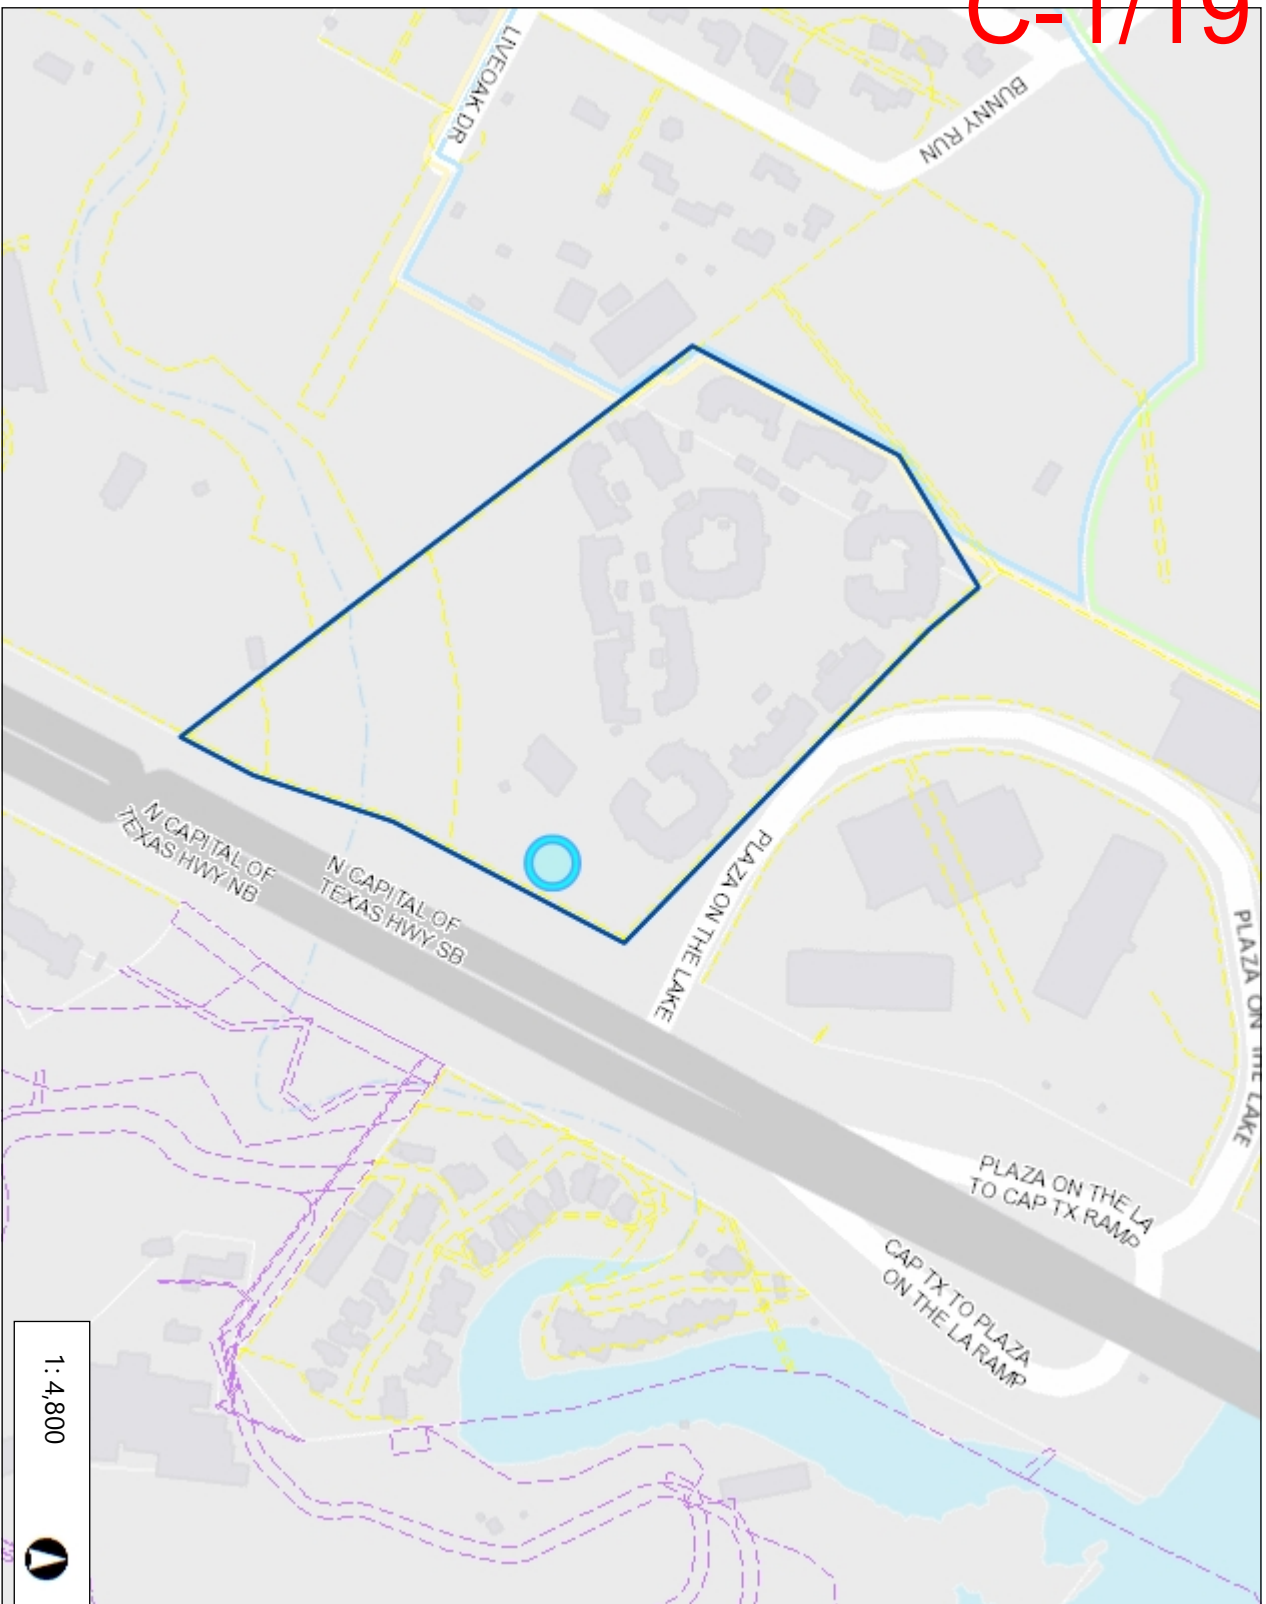 C-1/19
LIVEOAK DR
BUNNY RUN
N CAPITAL OF
TEXAS HWY NB
N CAPITAL OF
TEXAS HWY SB
PLAZA ON THE LAKE
PLAZA ON THE LAKE
PLAZA ON THE LA
TO CAP TX RAMP
CAP TX TO PLAZA
ON THE LA RAMP
1: 4,800